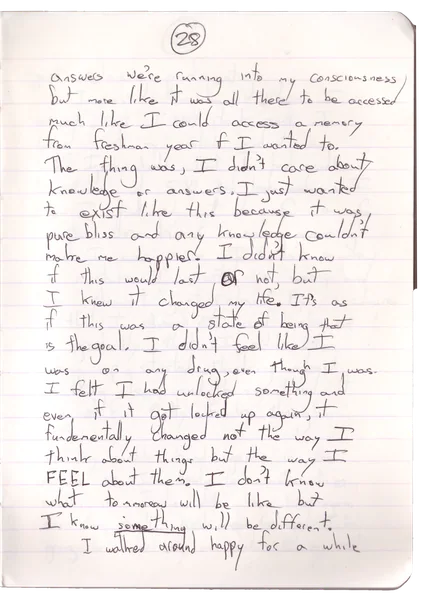 28
answers we're running into my consciousness,
but more like it was all there to be accessed
much like I could access a memory
from freshman year if I wanted to.
The thing was, I didn't care about
knowledge or answers. I just wanted
to exist like this because it was
pure bliss and any knowledge couldn't
make me happier. I didn't know
if this would last or not, but
I knew it changed my life. It's as
if this was a state of being that
is the goal. I didn't feel like I
was on any drug, even though I was.
I felt I had unlocked something and
even if it got locked up again, it
fundementally changed not the way I
think about things but the way I
FEEL about them. I don't know
what tomorrow will be like but
I know something will be different.
I walked around happy for a while